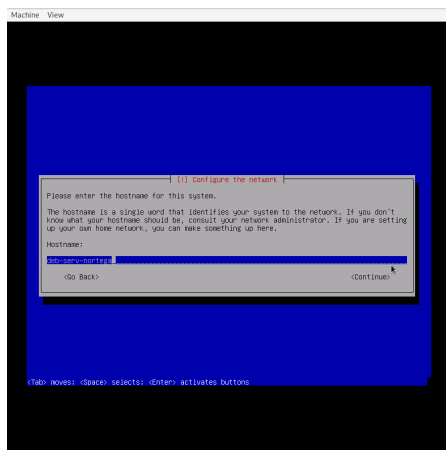 Machine View
[!] Configure the network
Please enter the hostname for this system.
The hostname is a single word that identifies your system to the network. If you don't
know what your hostname should be, consult your network administrator. If you are setting
up your own home network, you can make something up here.
Hostname:
deb-serv-nortega
<Go Back> <Continue>
<Tab> moves; <Space> selects; <Enter> activates buttons